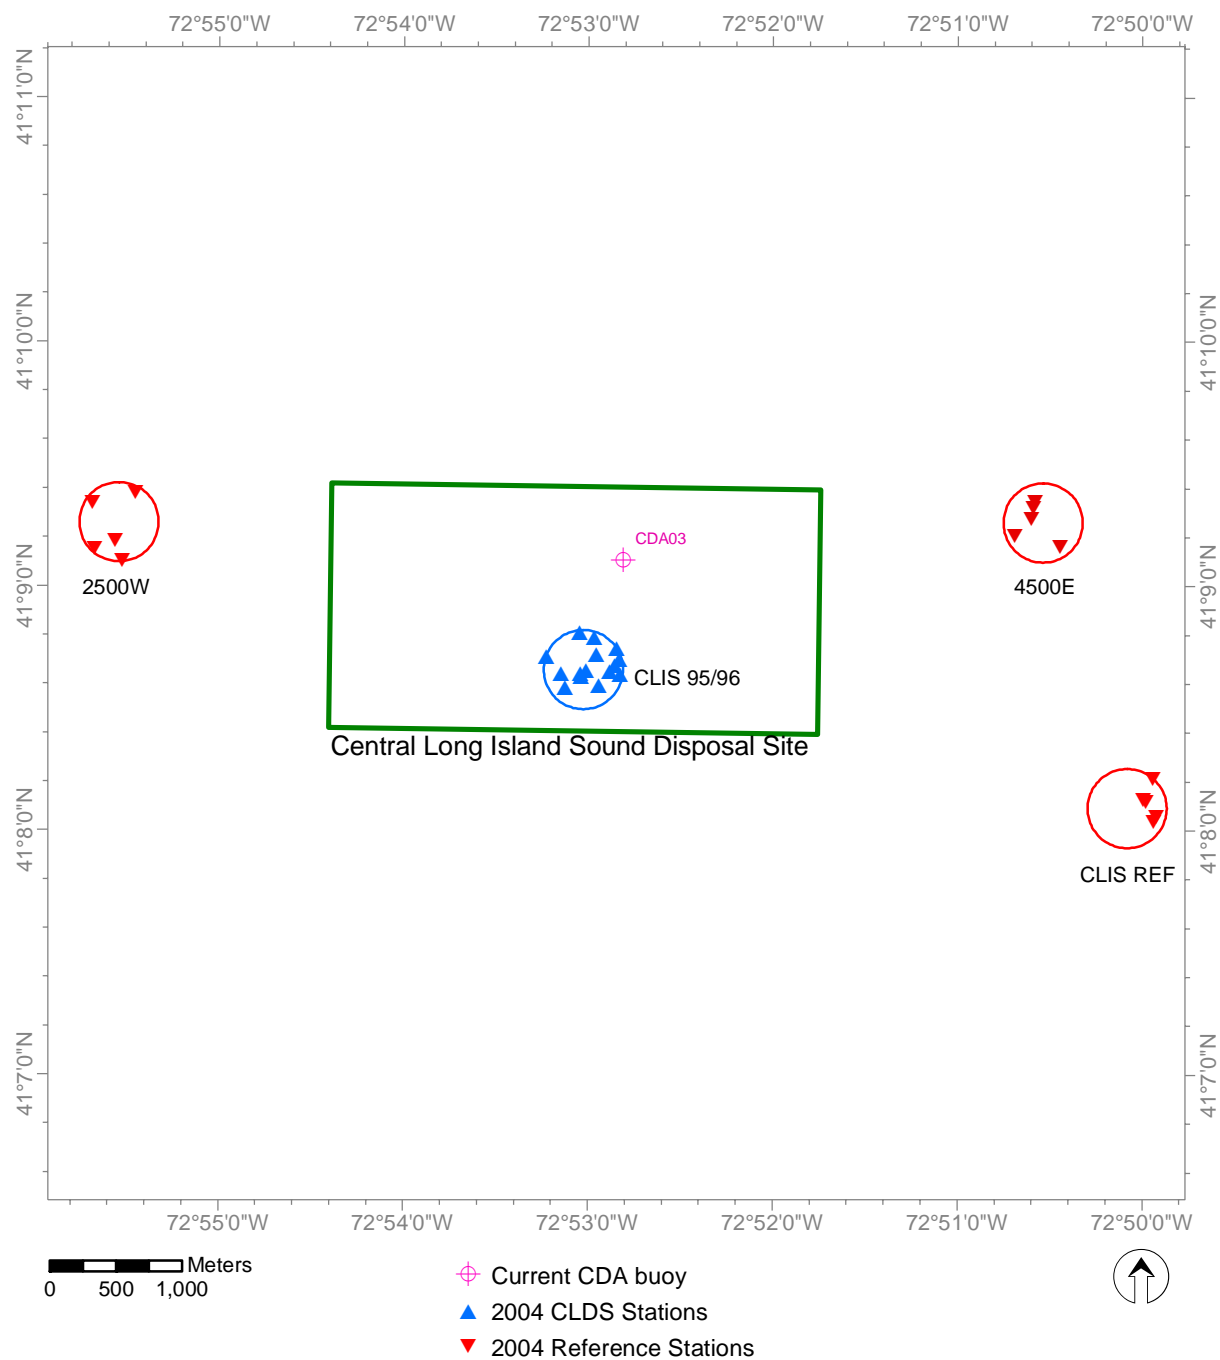 72°55'0"W 72°54'0"W 72°53'0"W 72°52'0"W 72°51'0"W 72°50'0"W
41°11'0"N
41°10'0"N
41°10'0"N
CDA03
2500W
4500E
41°9'0"N
41°9'0"N
CLIS 95/96
Central Long Island Sound Disposal Site
41°8'0"N
41°8'0"N
CLIS REF
41°7'0"N
41°7'0"N
72°55'0"W 72°54'0"W 72°53'0"W 72°52'0"W 72°51'0"W 72°50'0"W
Meters
0 500 1,000
Current CDA buoy
2004 CLDS Stations
2004 Reference Stations